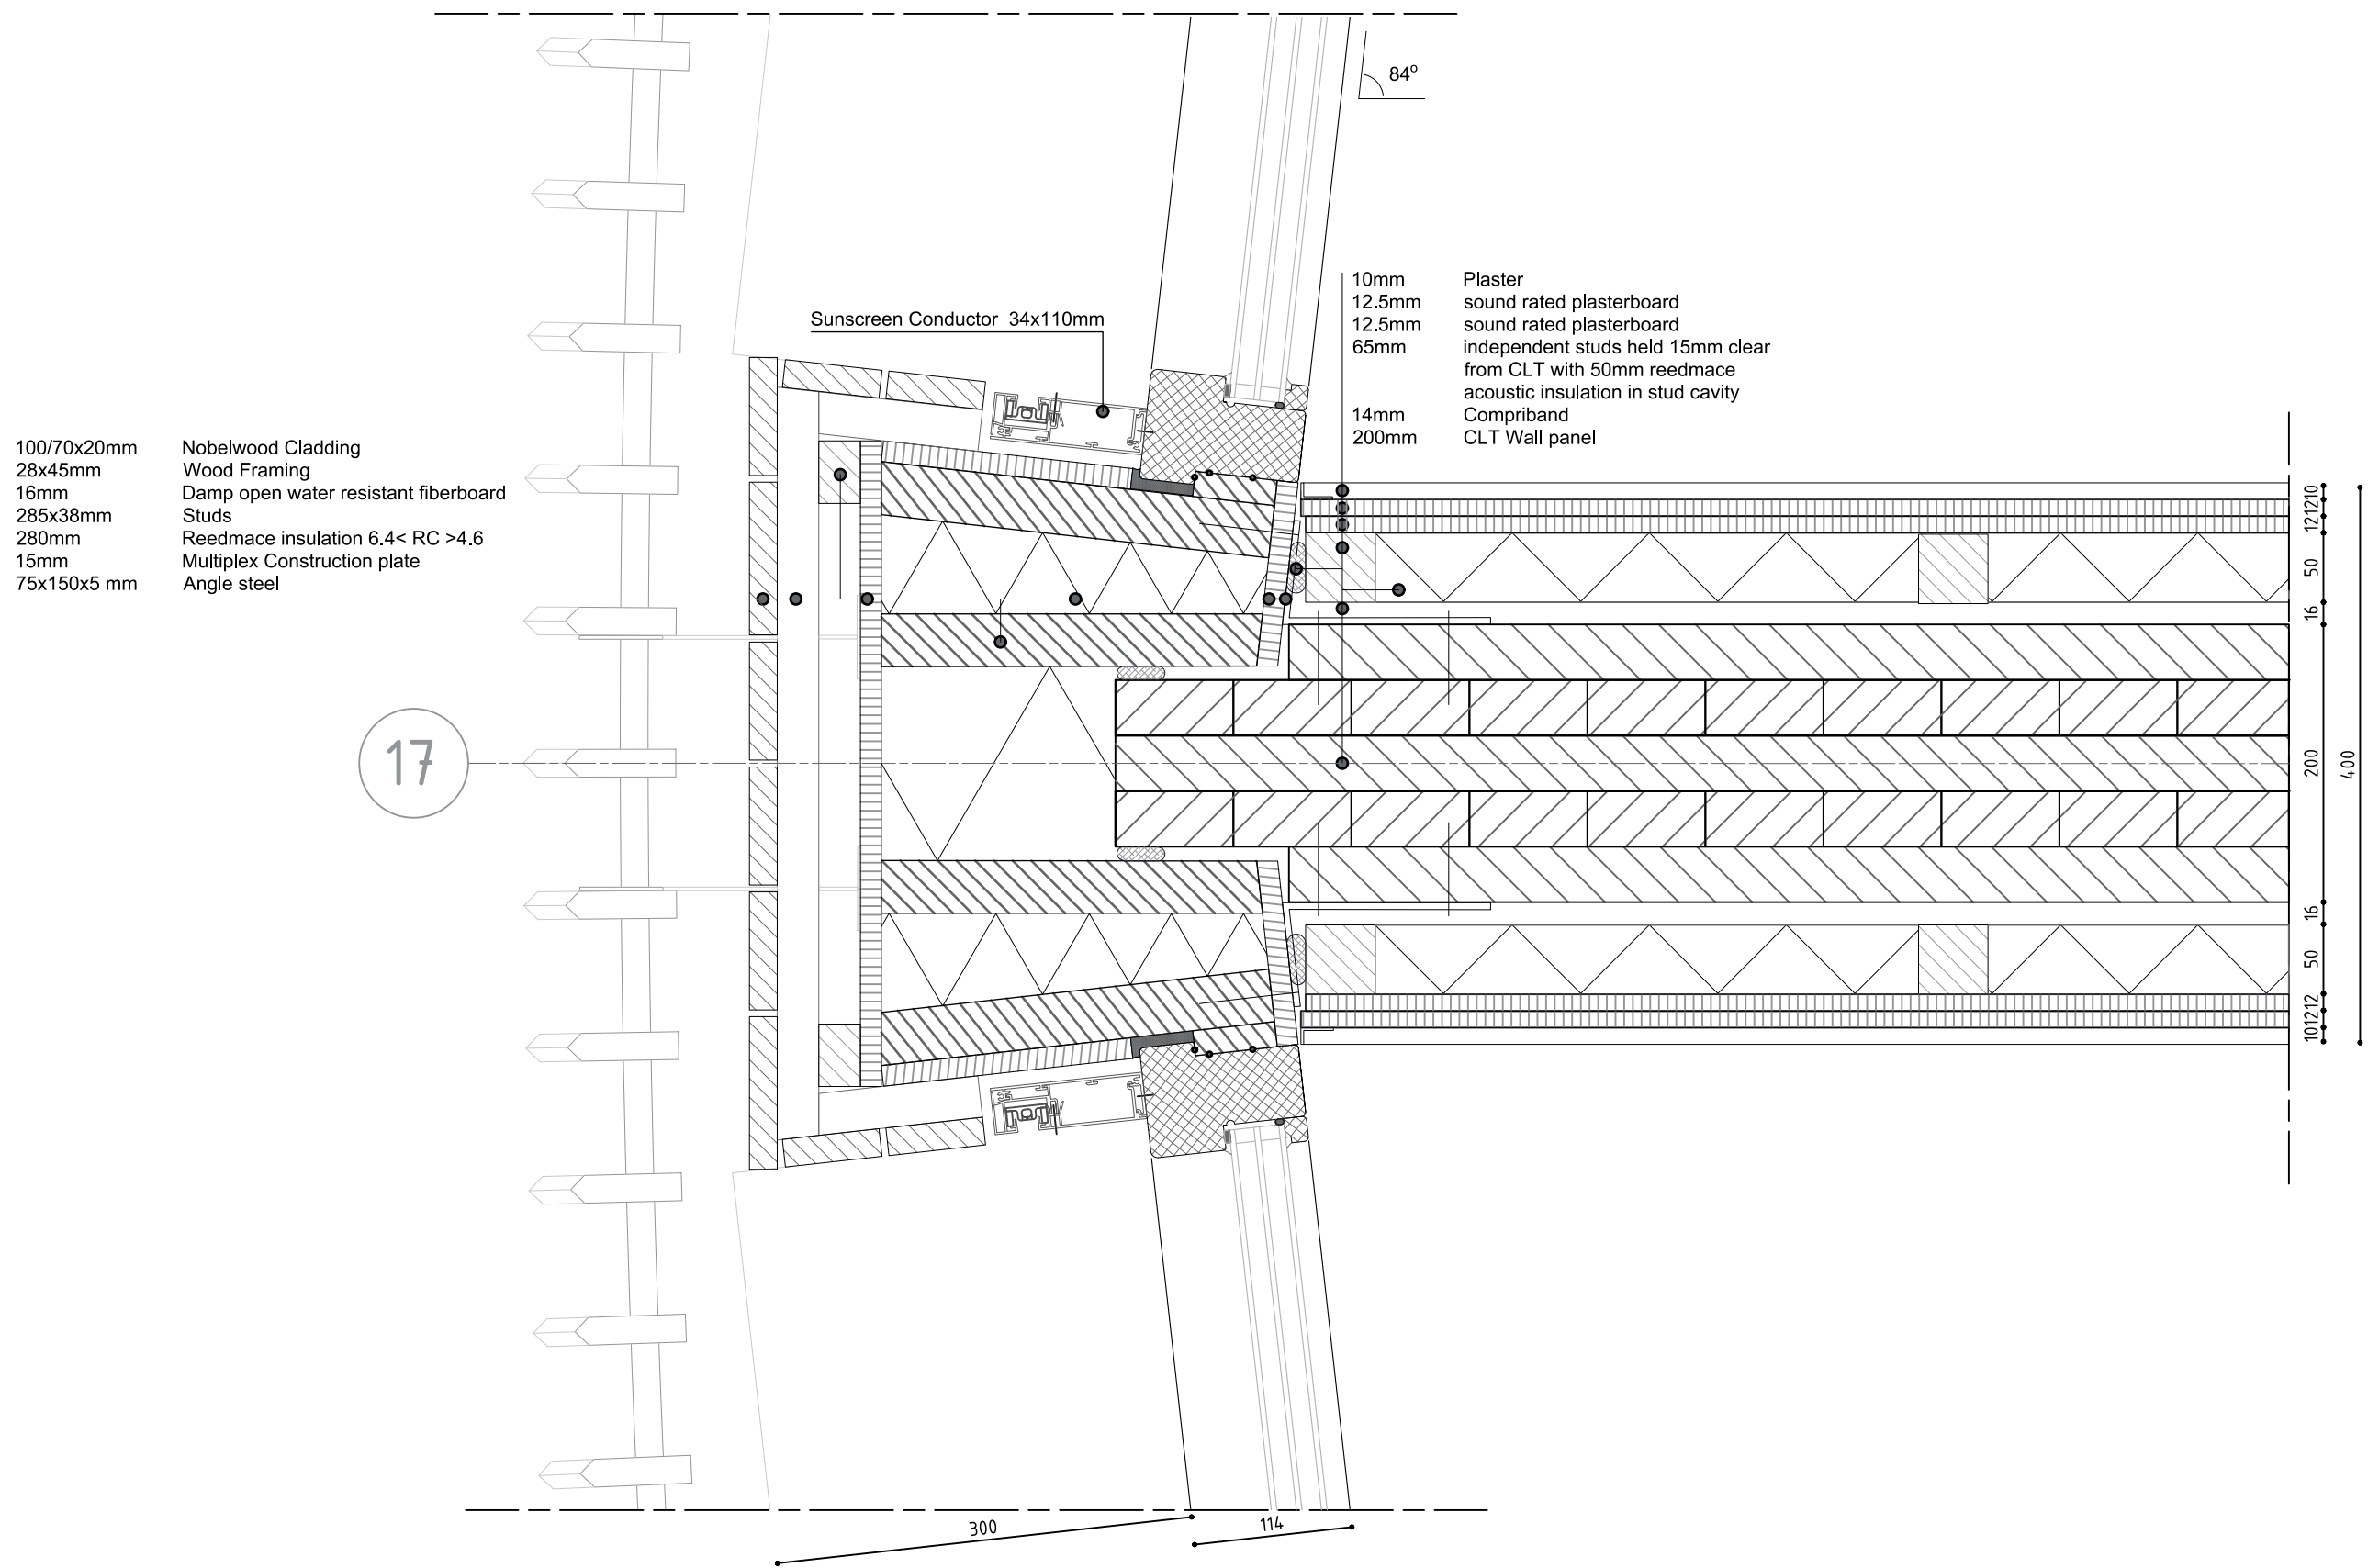 84°
10mm Plaster
12.5mm sound rated plasterboard
12.5mm sound rated plasterboard
65mm independent studs held 15mm clear
from CLT with 50mm reedmace
acoustic insulation in stud cavity
14mm Compriband
200mm CLT Wall panel
Sunscreen Conductor 34x110mm
100/70x20mm Nobelwood Cladding
28x45mm Wood Framing
16mm Damp open water resistant fiberboard
285x38mm Studs
280mm Reedmace insulation 6.4< RC >4.6
15mm Multiplex Construction plate
75x150x5 mm Angle steel
17
10
12
12
50
16
200
400
16
50
12
12
10
300
114